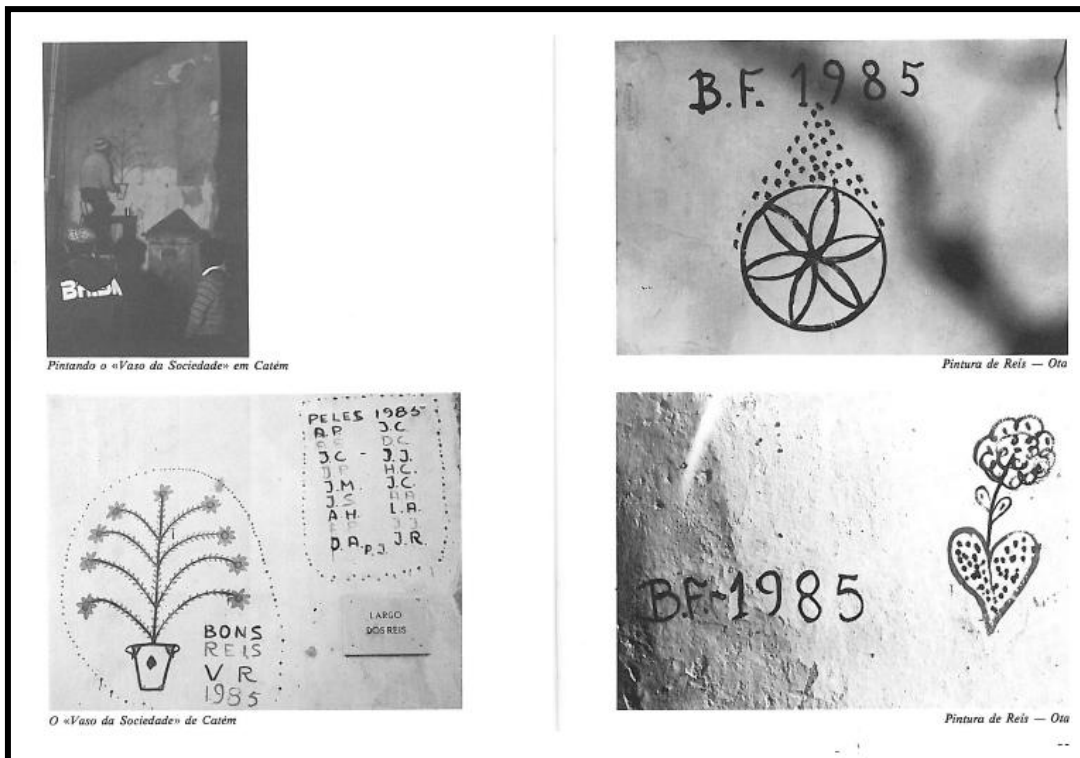 Pintando o «Vaso da Sociedade» em Catém
PELES 1985
A.P. J.C.
D C
J.C - J.J.
J P H.C.
J.M. J.C.
J.S A A
A H. L.A.
J J
D.A. P.J. J.R
BONS
REIS
V R
1985
LARGO
DOS REIS
O «Vaso da Sociedade» de Catém
B.F. 1985
Pintura de Reis — Ota
B.F-1985
Pintura de Reis — Ota